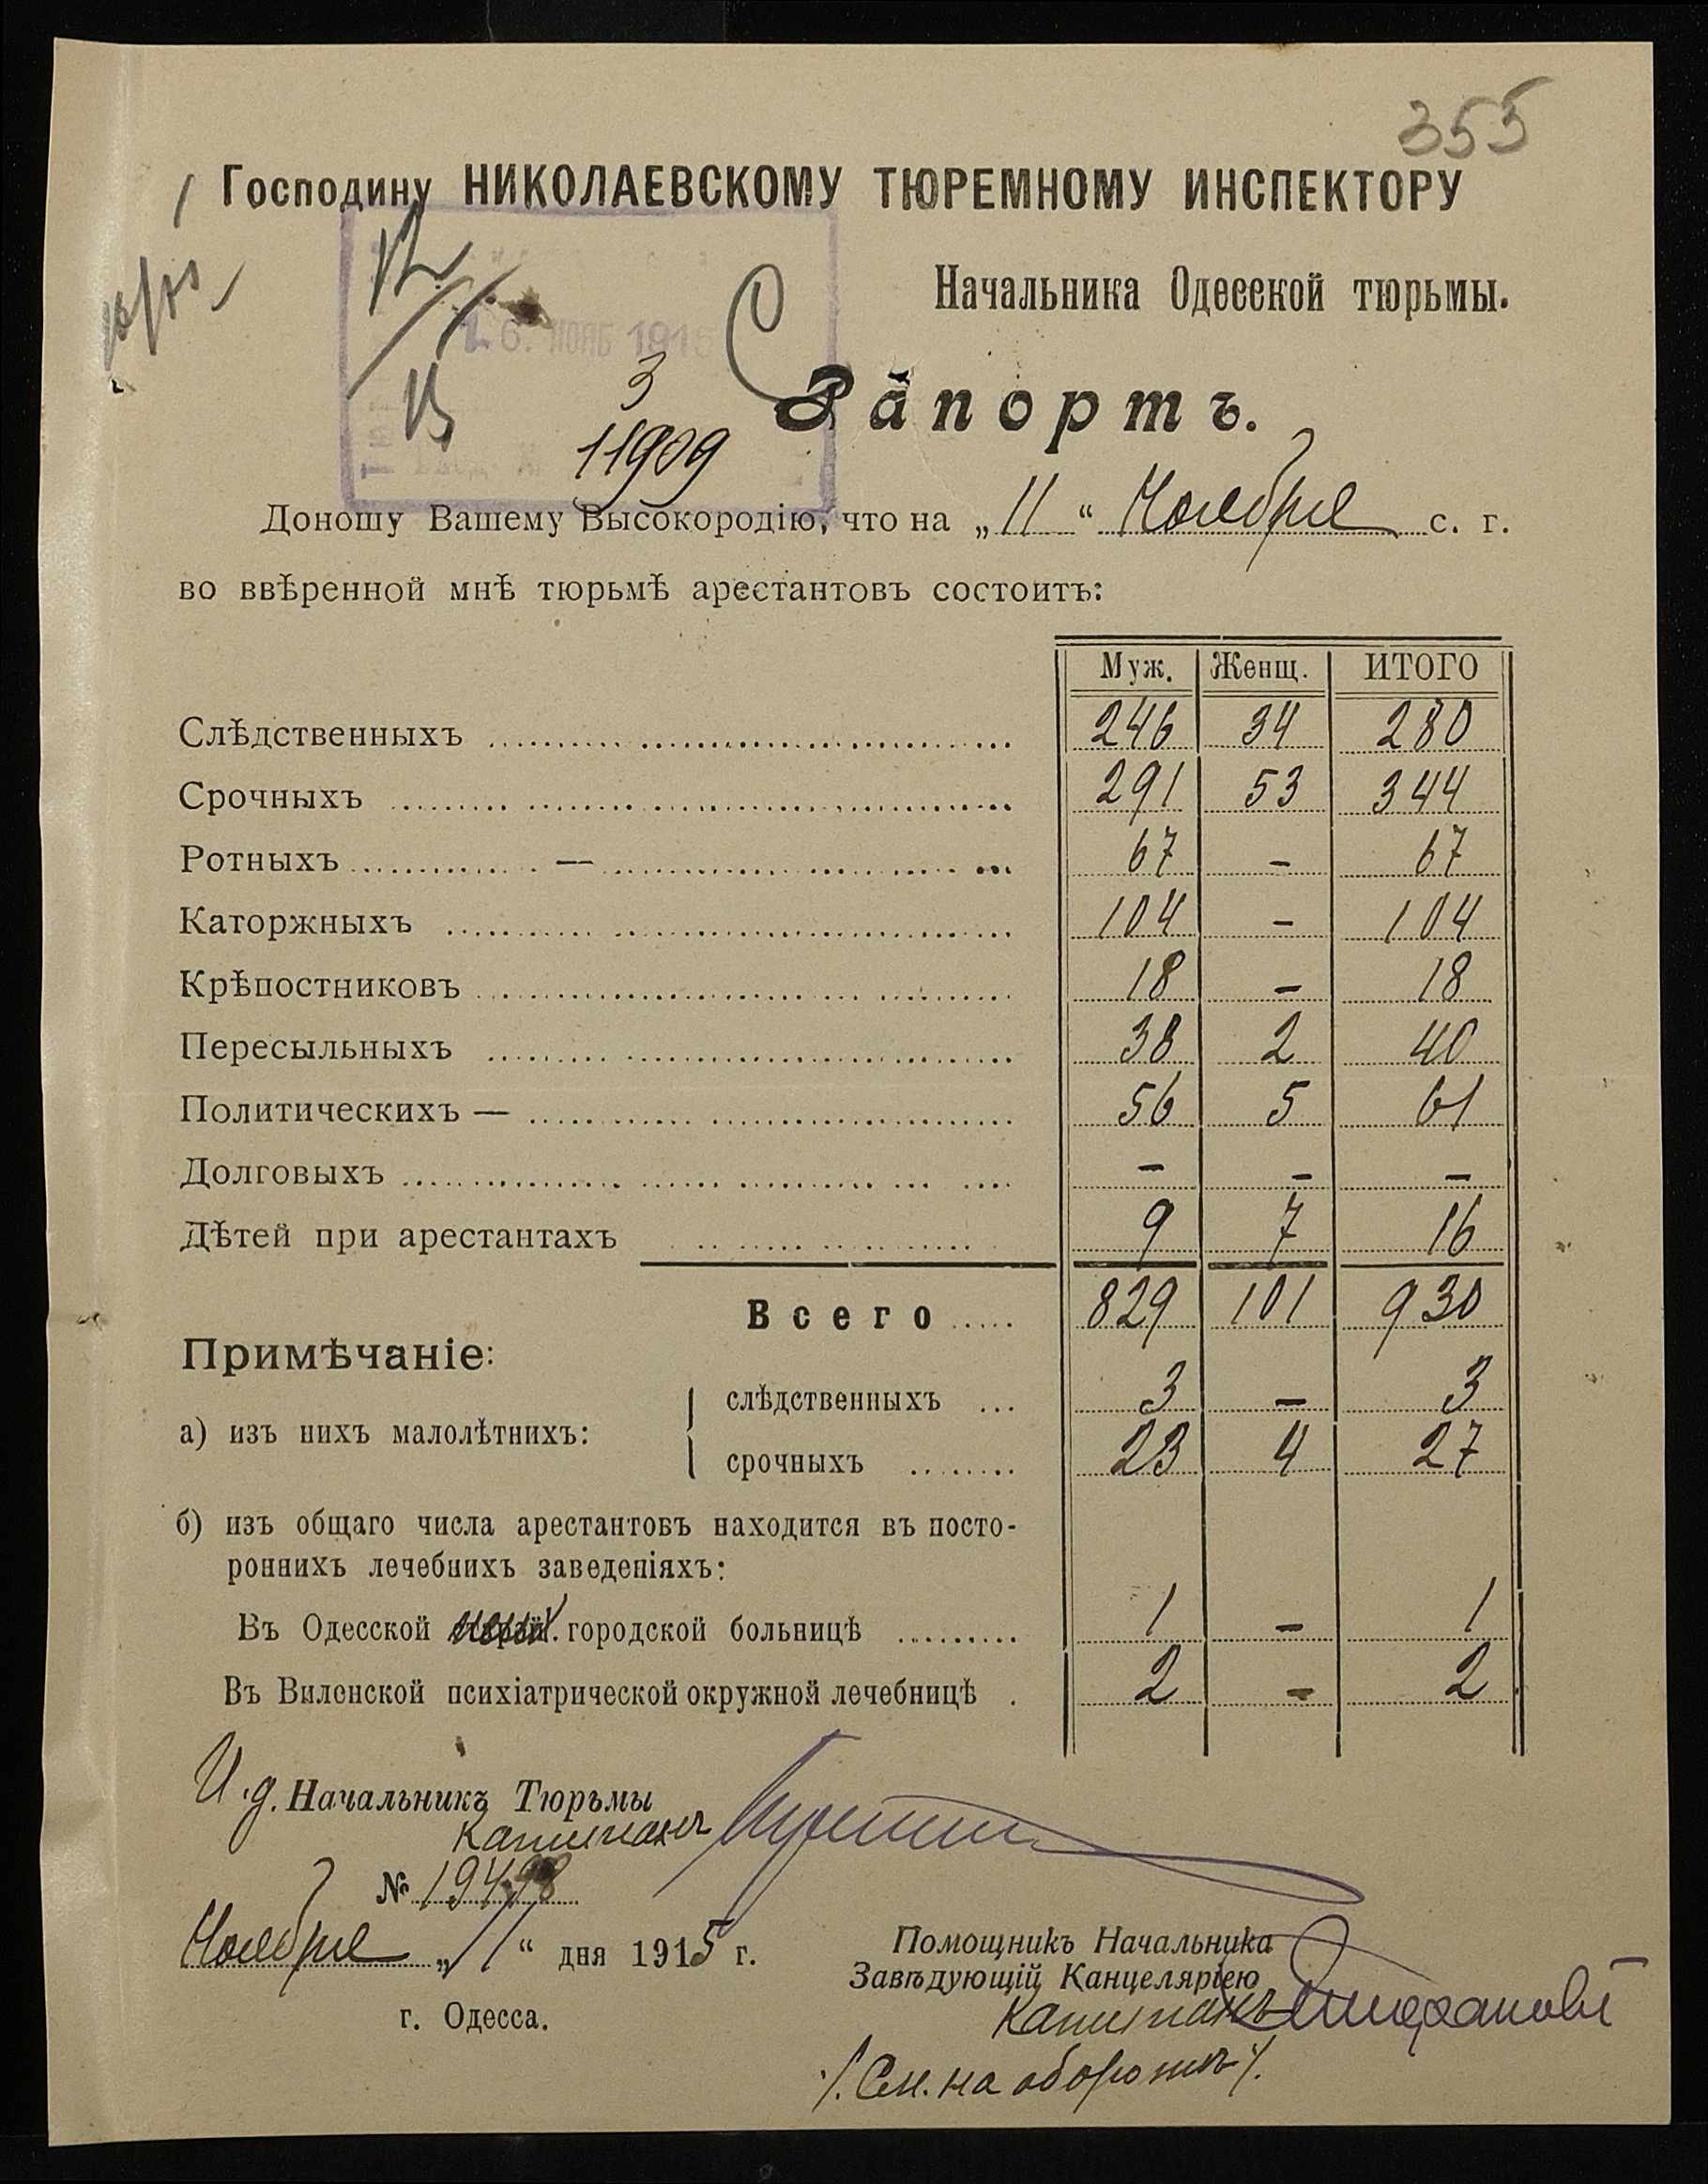 355
Господину НИКОЛАЕВСКОМУ ТЮРЕМНОМУ ИНСПЕКТОРУ
Начальника Одесской тюрьмы.
НОЯБ 1915
3
11909
Рапортъ.
Доношу Вашему Высокородію, что на „11“ Ноября с. г.
во ввѣренной мнѣ тюрьмѣ арестантовъ состоитъ:
Муж. Женщ. ИТОГО
Слѣдственныхъ 246 34 280
Срочныхъ 291 53 344
Ротныхъ — 67 - 67
Каторжныхъ 104 - 104
Крѣпостниковъ 18 - 18
Пересыльныхъ 38 2 40
Политическихъ — 56 5 61
Долговыхъ - - -
Дѣтей при арестантахъ 9 7 16
Всего 829 101 930
Примѣчаніе:
слѣдственныхъ 3 - 3
а) изъ нихъ малолѣтнихъ:
срочныхъ 23 4 27
б) изъ общаго числа арестантовъ находится въ посто-
роннихъ лечебнихъ заведеніяхъ:
Въ Одесской городской больницѣ 1 - 1
Въ Виленской психіатрической окружной лечебницѣ 2 - 2
И.д. Начальникъ Тюрьмы
Капитанъ
№ 19498
Ноября „11“ дня 1915 г.
г. Одесса.
Помощникъ Начальника
Завѣдующій Канцеляріею
Капитанъ
/. См. на оборотѣ /.